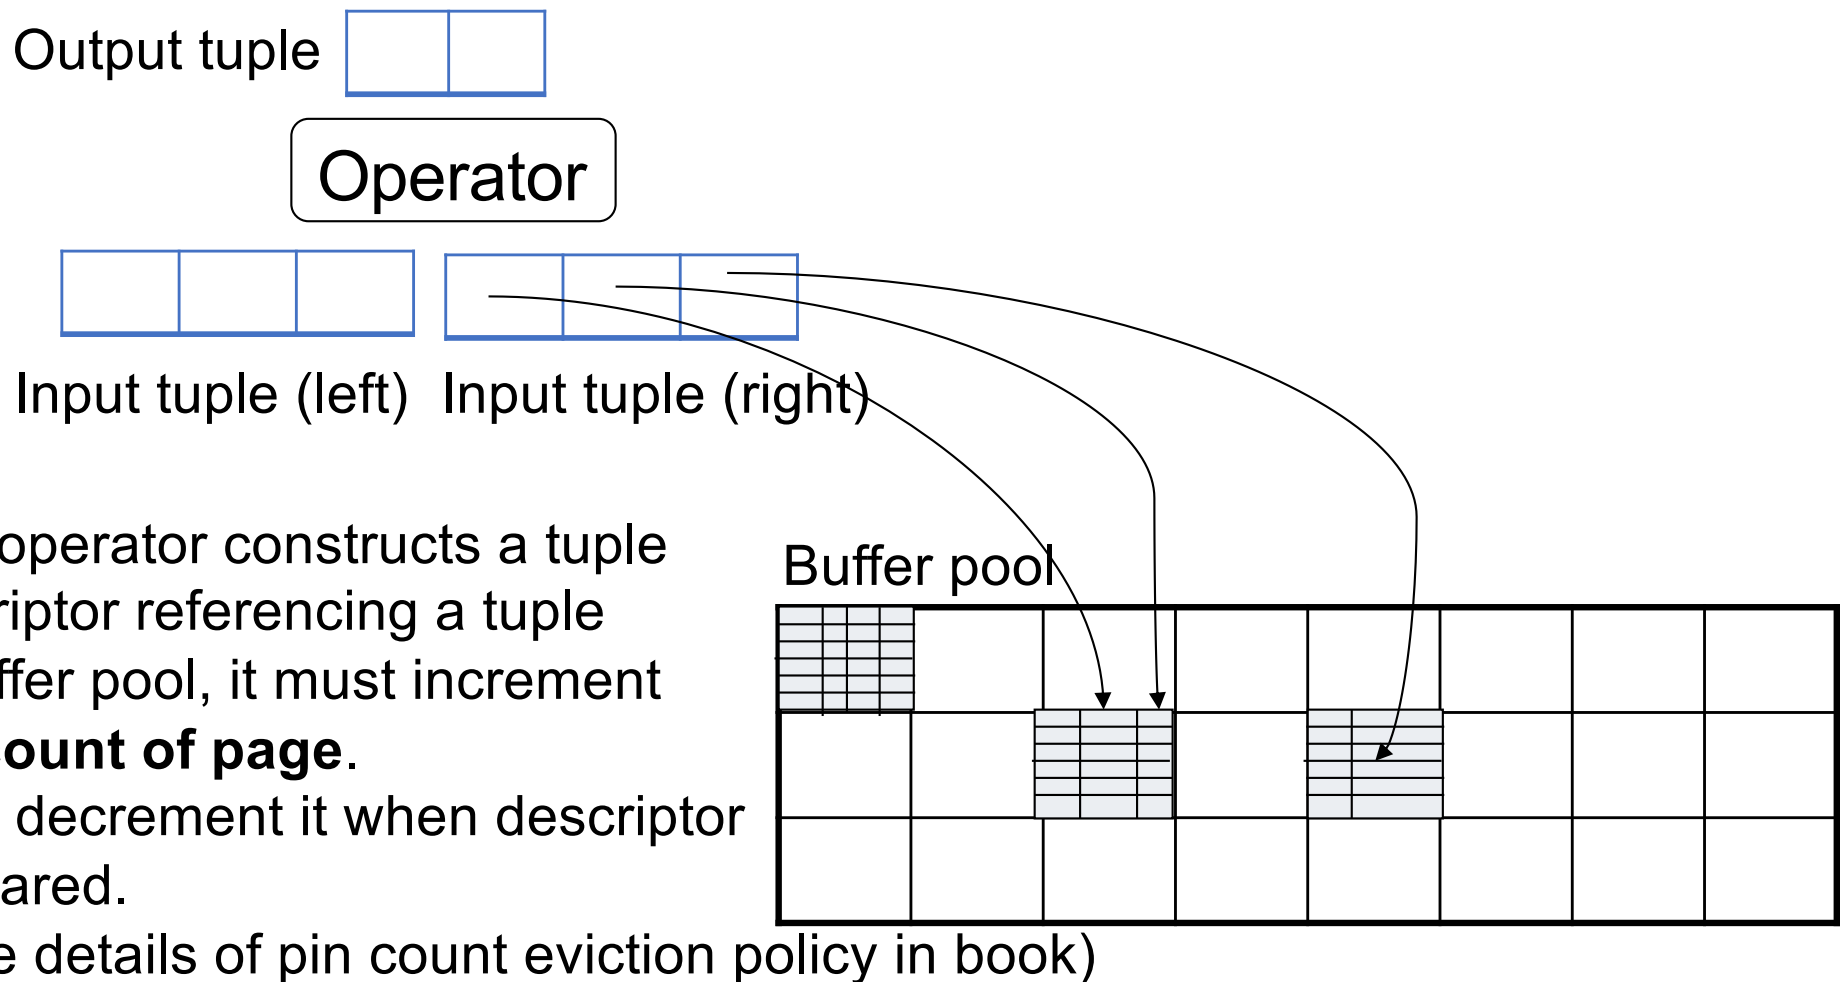 Output tuple
Operator
Input tuple (left) Input tuple (right)
operator constructs a tuple
riptor referencing a tuple
ffer pool, it must increment
ount of page.
decrement it when descriptor
ared.
e details of pin count eviction policy in book)
Buffer pool